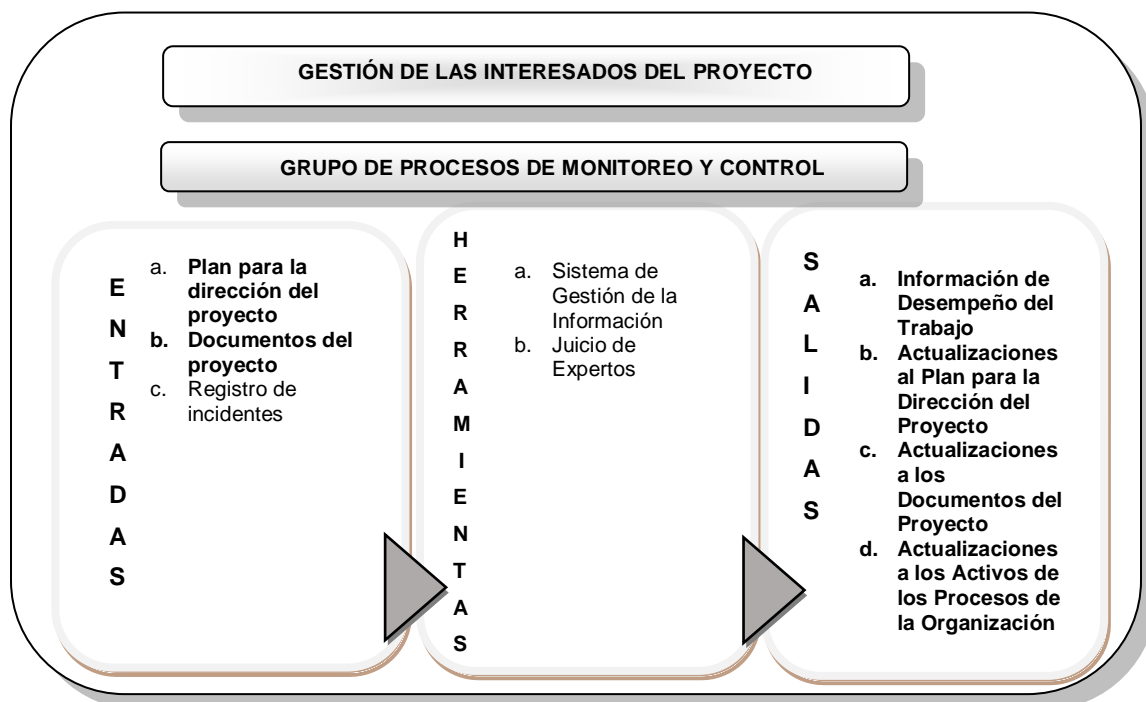 GESTIÓN DE LAS INTERESADOS DEL PROYECTO
GRUPO DE PROCESOS DE MONITOREO Y CONTROL
E
N
T
R
A
D
A
S
a. Plan para la
dirección del
proyecto
b. Documentos del
proyecto
c. Registro de
incidentes
H
E
R
R
A
M
I
E
N
T
A
S
a. Sistema de
Gestión de la
Información
b. Juicio de
Expertos
S
A
L
I
D
A
S
a. Información de
Desempeño del
Trabajo
b. Actualizaciones
al Plan para la
Dirección del
Proyecto
c. Actualizaciones
a los
Documentos del
Proyecto
d. Actualizaciones
a los Activos de
los Procesos de
la Organización